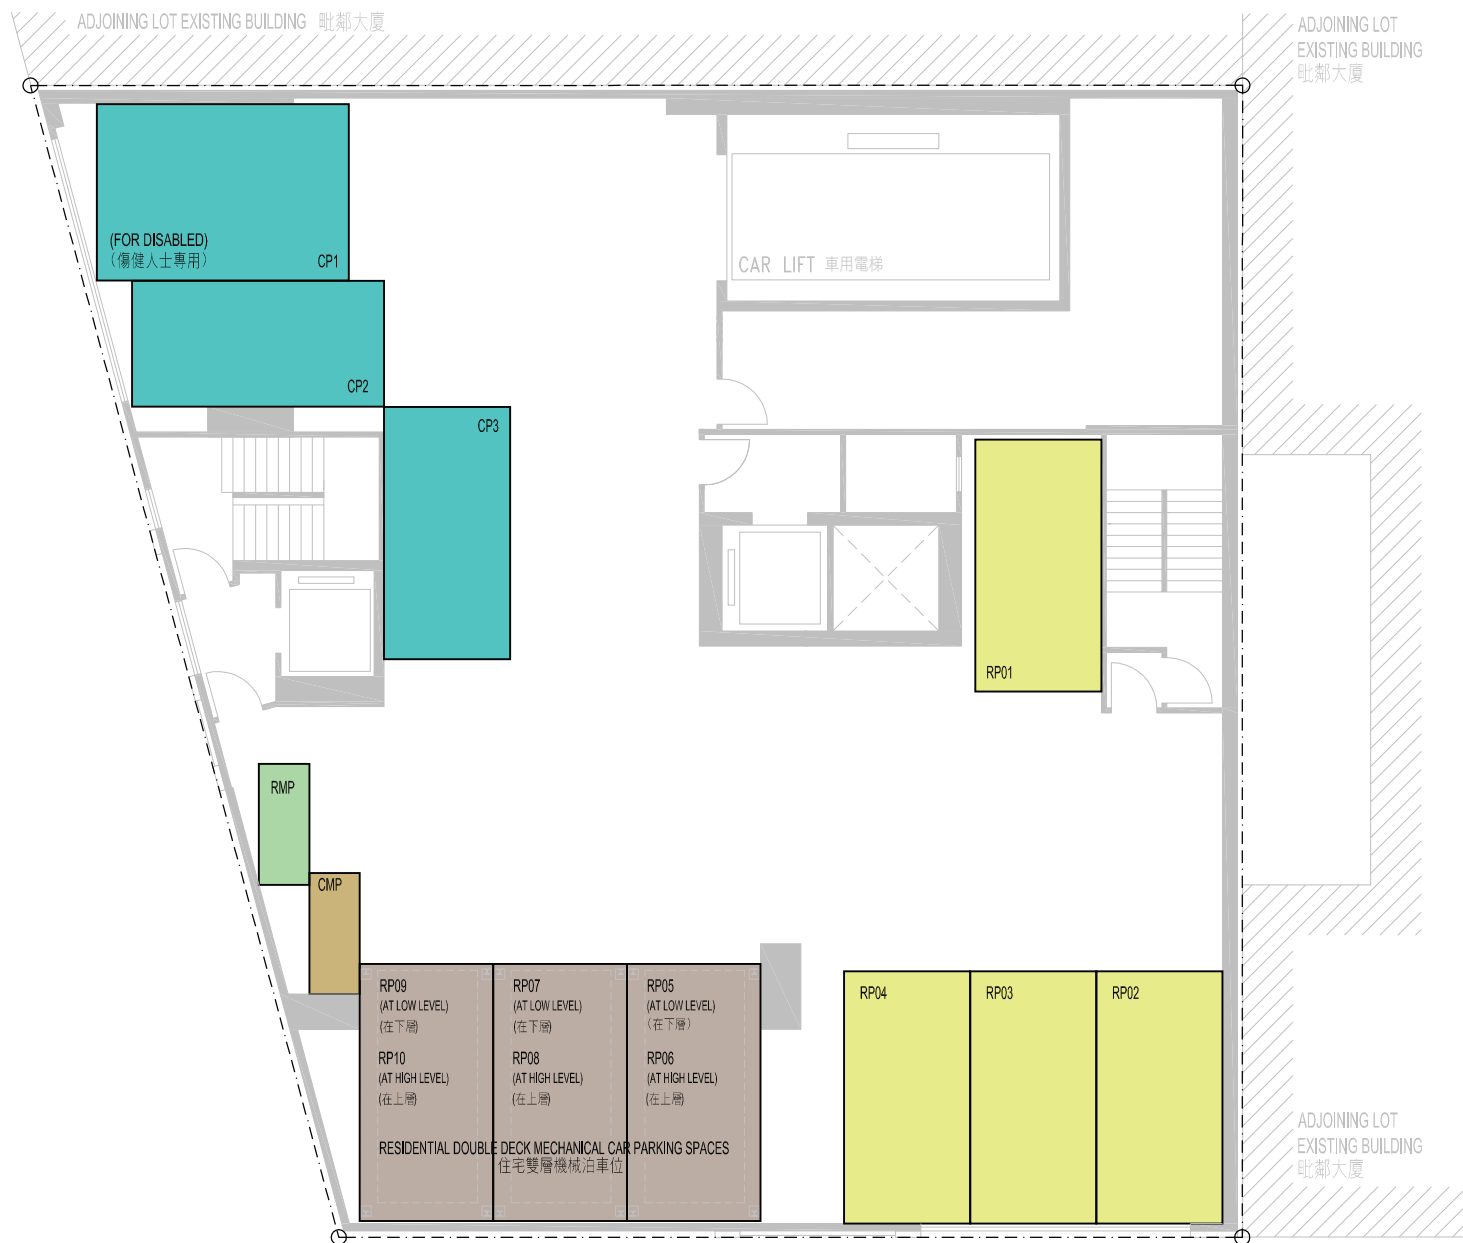 ADJOINING LOT EXISTING BUILDING 毗鄰大廈
ADJOINING LOT
EXISTING BUILDING
毗鄰大廈
(FOR DISABLED)
(傷健人士專用)
CP1
CAR LIFT 車用電梯
CP2
CP3
RP01
RMP
CMP
RP09
(AT LOW LEVEL)
(在下層)
RP10
(AT HIGH LEVEL)
(在上層)
RP07
(AT LOW LEVEL)
(在下層)
RP08
(AT HIGH LEVEL)
(在上層)
RP05
(AT LOW LEVEL)
(在下層)
RP06
(AT HIGH LEVEL)
(在上層)
RESIDENTIAL DOUBLE DECK MECHANICAL CAR PARKING SPACES
住宅雙層機械泊車位
RP04
RP03
RP02
ADJOINING LOT
EXISTING BUILDING
毗鄰大廈